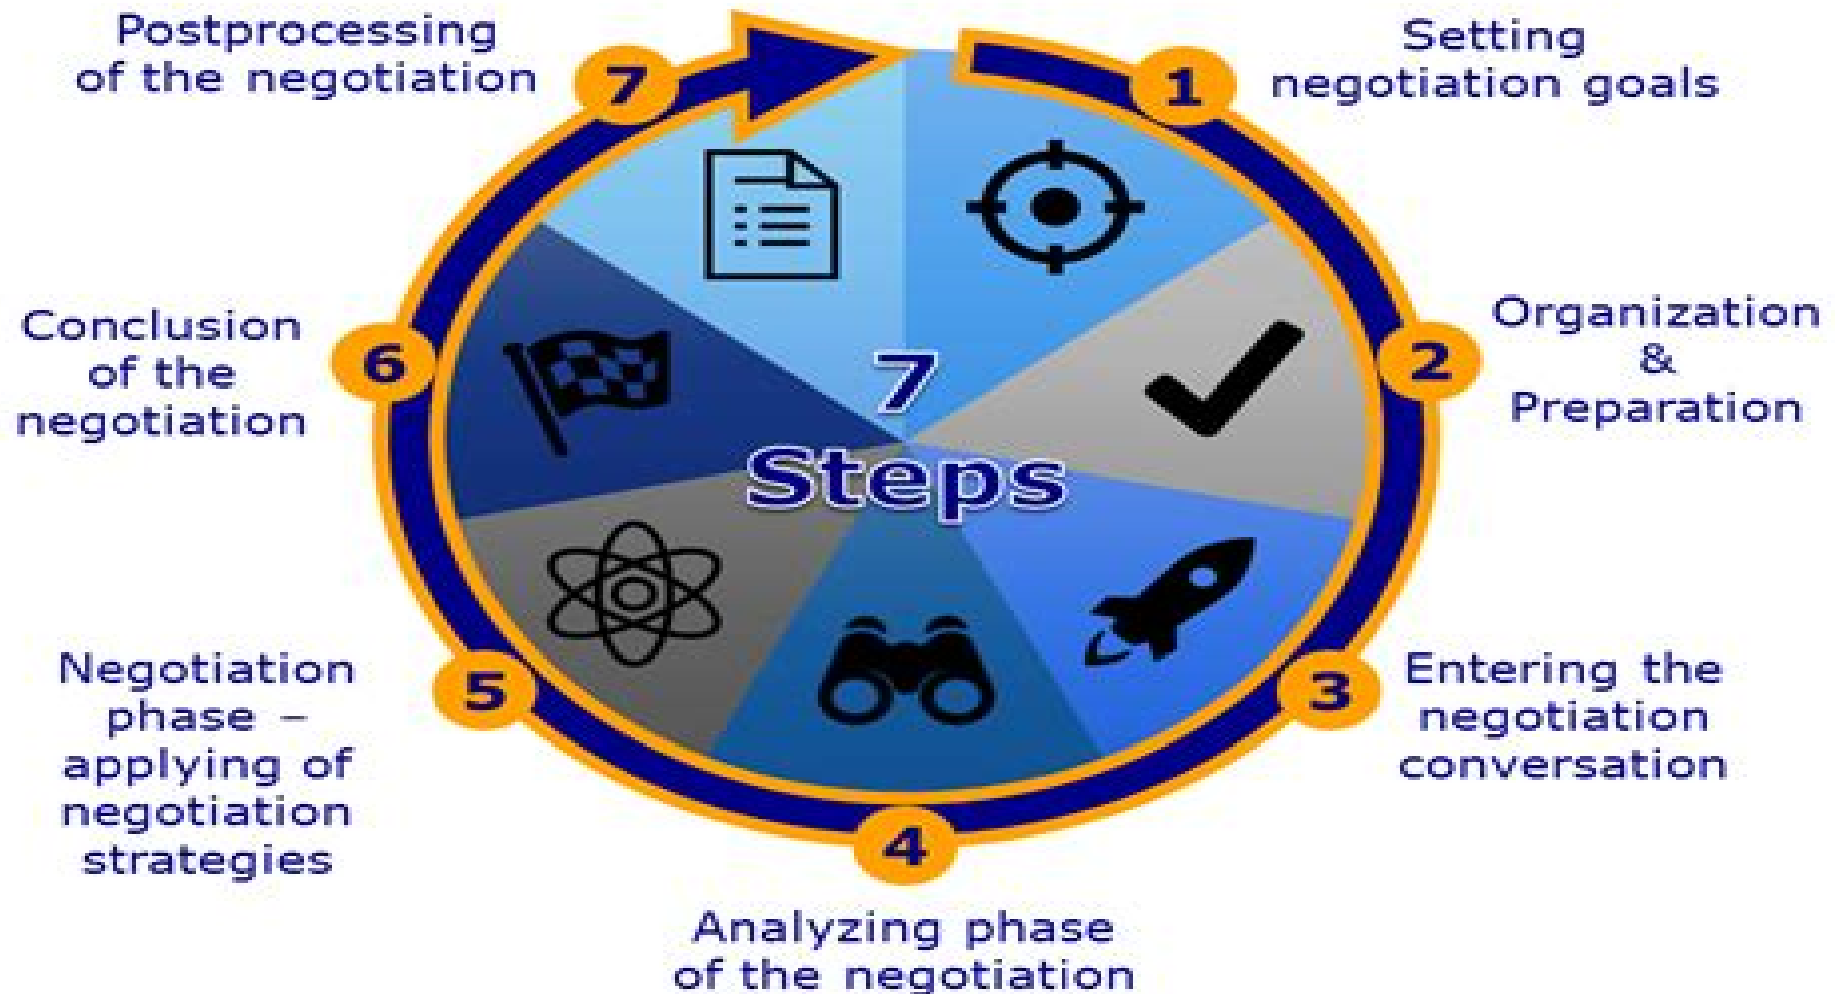 7
Steps
1
Setting
negotiation goals
2
Organization
&
Preparation
3
Entering the
negotiation
conversation
4
Analyzing phase
of the negotiation
5
Negotiation
phase –
applying of
negotiation
strategies
6
Conclusion
of the
negotiation
7
Postprocessing
of the negotiation